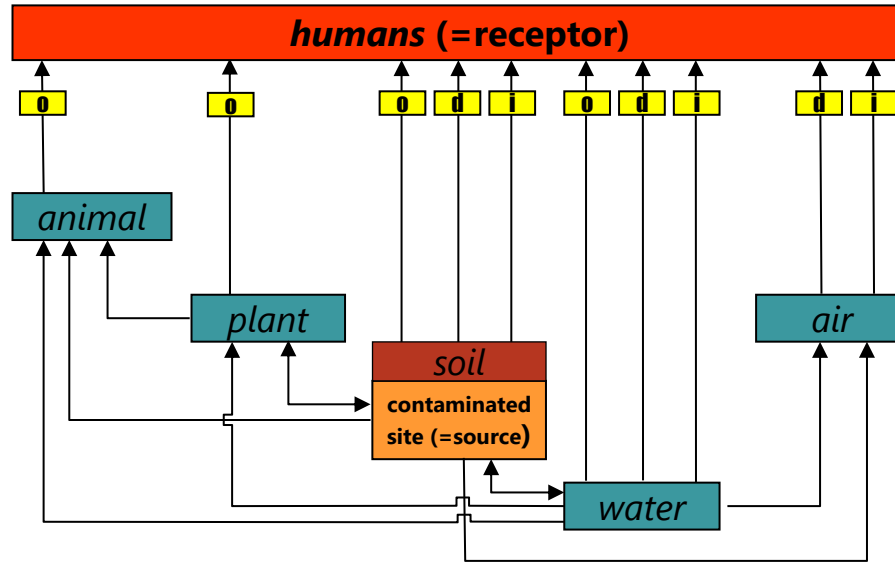 humans (=receptor)
o o o d i o d i d i
animal
plant
air
soil
contaminated
site (=source)
water